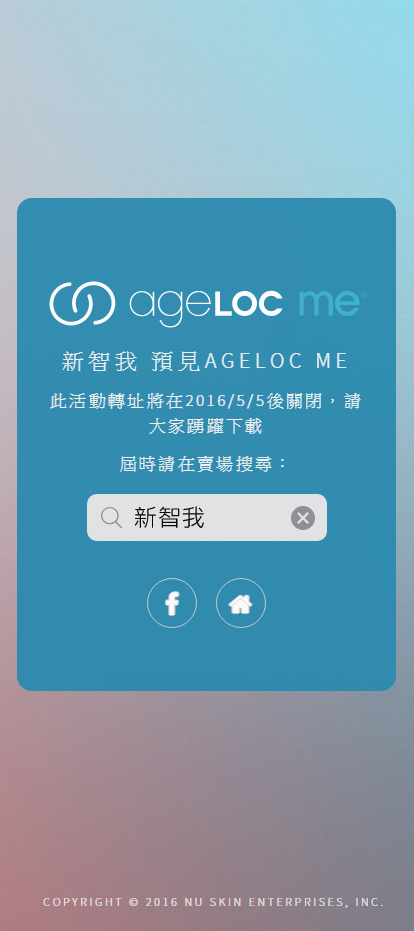 ageLOC me®
新智我 預見AGELOC ME
此活動轉址將在2016/5/5後關閉，請
大家踴躍下載
屆時請在賣場搜尋：
新智我
f
COPYRIGHT © 2016 NU SKIN ENTERPRISES, INC.